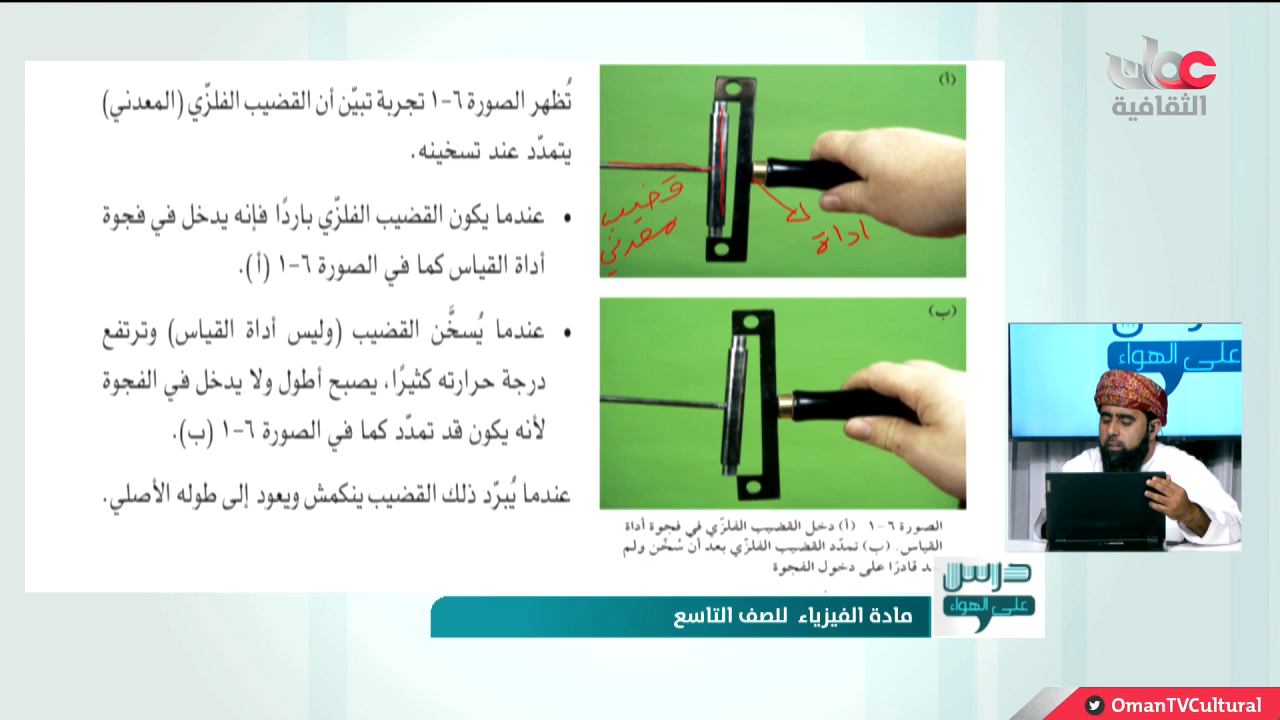 عمان
الثقافية
تُظهر الصورة ٦-١ تجربة تبيّن أن القضيب الفلزّي (المعدني)
يتمدّد عند تسخينه.
• عندما يكون القضيب الفلزّي باردًا فإنه يدخل في فجوة
أداة القياس كما في الصورة ٦-١ (أ).
• عندما يُسخَّن القضيب (وليس أداة القياس) وترتفع
درجة حرارته كثيرًا، يصبح أطول ولا يدخل في الفجوة
لأنه يكون قد تمدّد كما في الصورة ٦-١ (ب).
عندما يُبرّد ذلك القضيب ينكمش ويعود إلى طوله الأصلي.
(أ)
قضيب
معدني
اداة
(ب)
الصورة ٦-١ (أ) دخل القضيب الفلزّي في فجوة أداة
القياس. (ب) تمدّد القضيب الفلزّي بعد أن سُخّن ولم
قادرًا على دخول الفجوة
على الهواء
درس
على الهواء
مادة الفيزياء للصف التاسع
OmanTVCultural